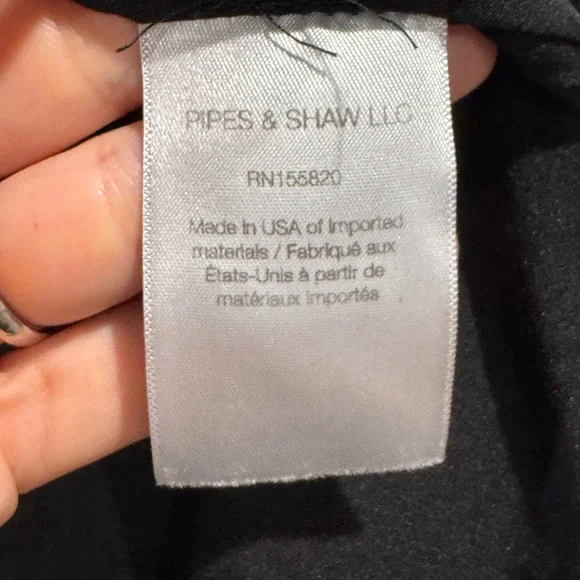 PIPES & SHAW LLC
RN155820
Made in USA of Imported
materials / Fabriqué aux
États-Unis à partir de
matériaux importés